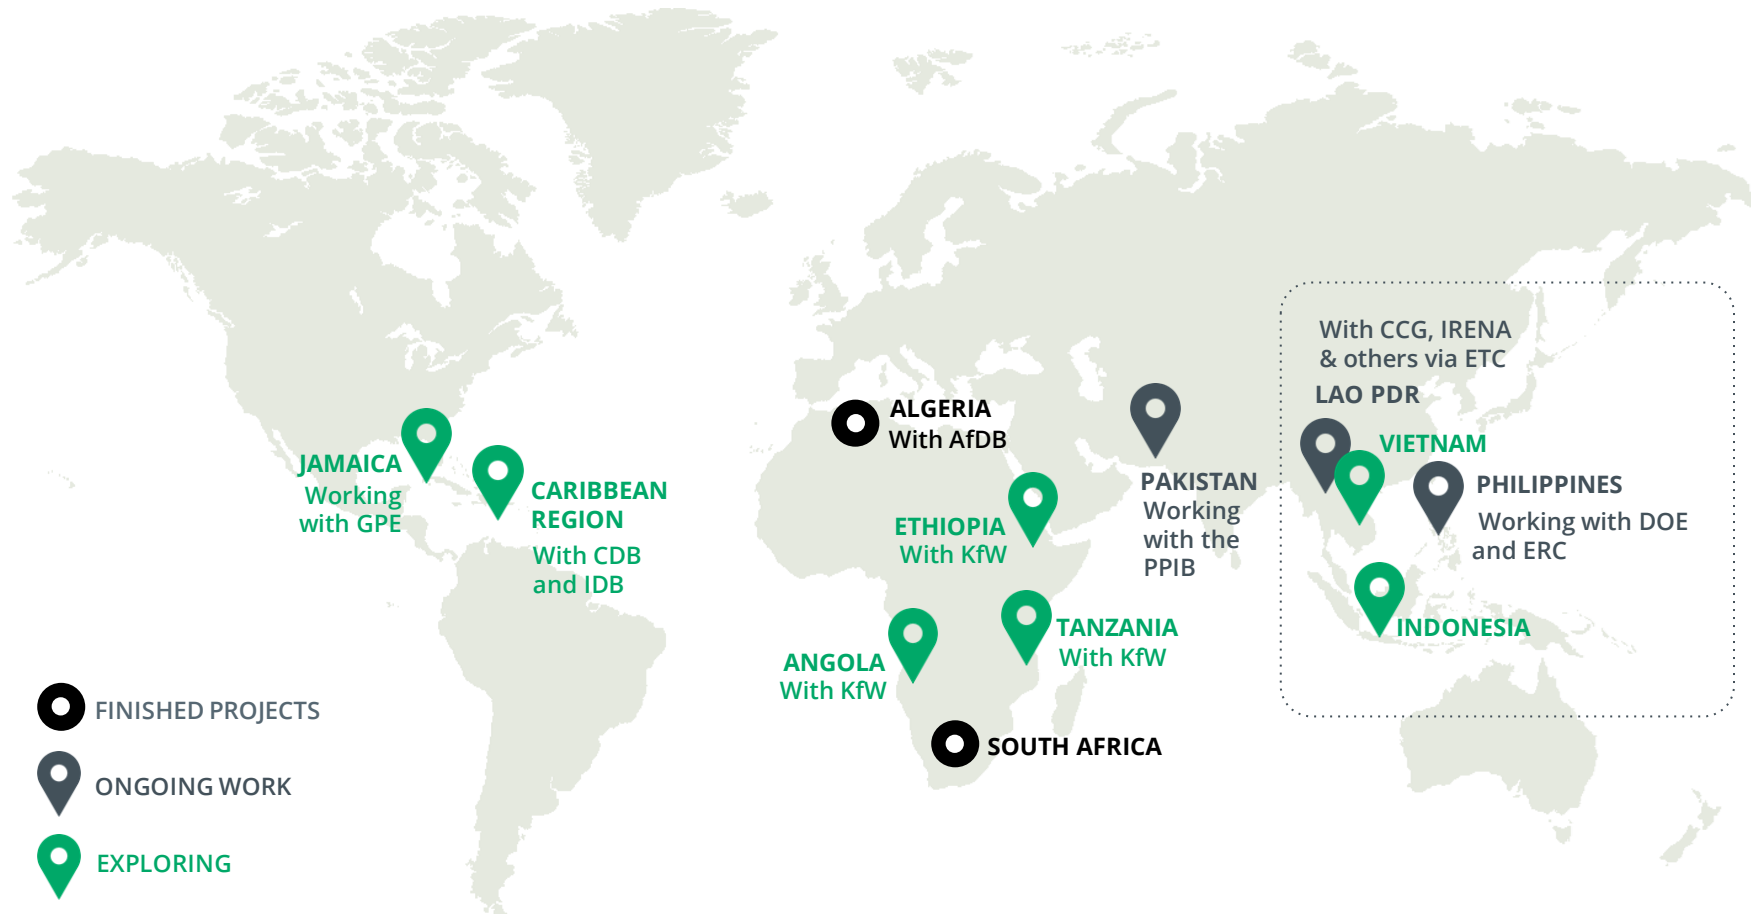 With CCG, IRENA
& others via ETC
LAO PDR
VIETNAM
PHILIPPINES
Working with DOE
and ERC
INDONESIA
ALGERIA
With AfDB
PAKISTAN
Working
with the
PPIB
JAMAICA
Working
with GPE
CARIBBEAN
REGION
With CDB
and IDB
ETHIOPIA
With KfW
TANZANIA
With KfW
ANGOLA
With KfW
SOUTH AFRICA
FINISHED PROJECTS
ONGOING WORK
EXPLORING